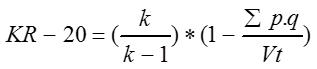 KR − 20 = (k / (k − 1)) * (1 − (∑ p.q) / Vt)